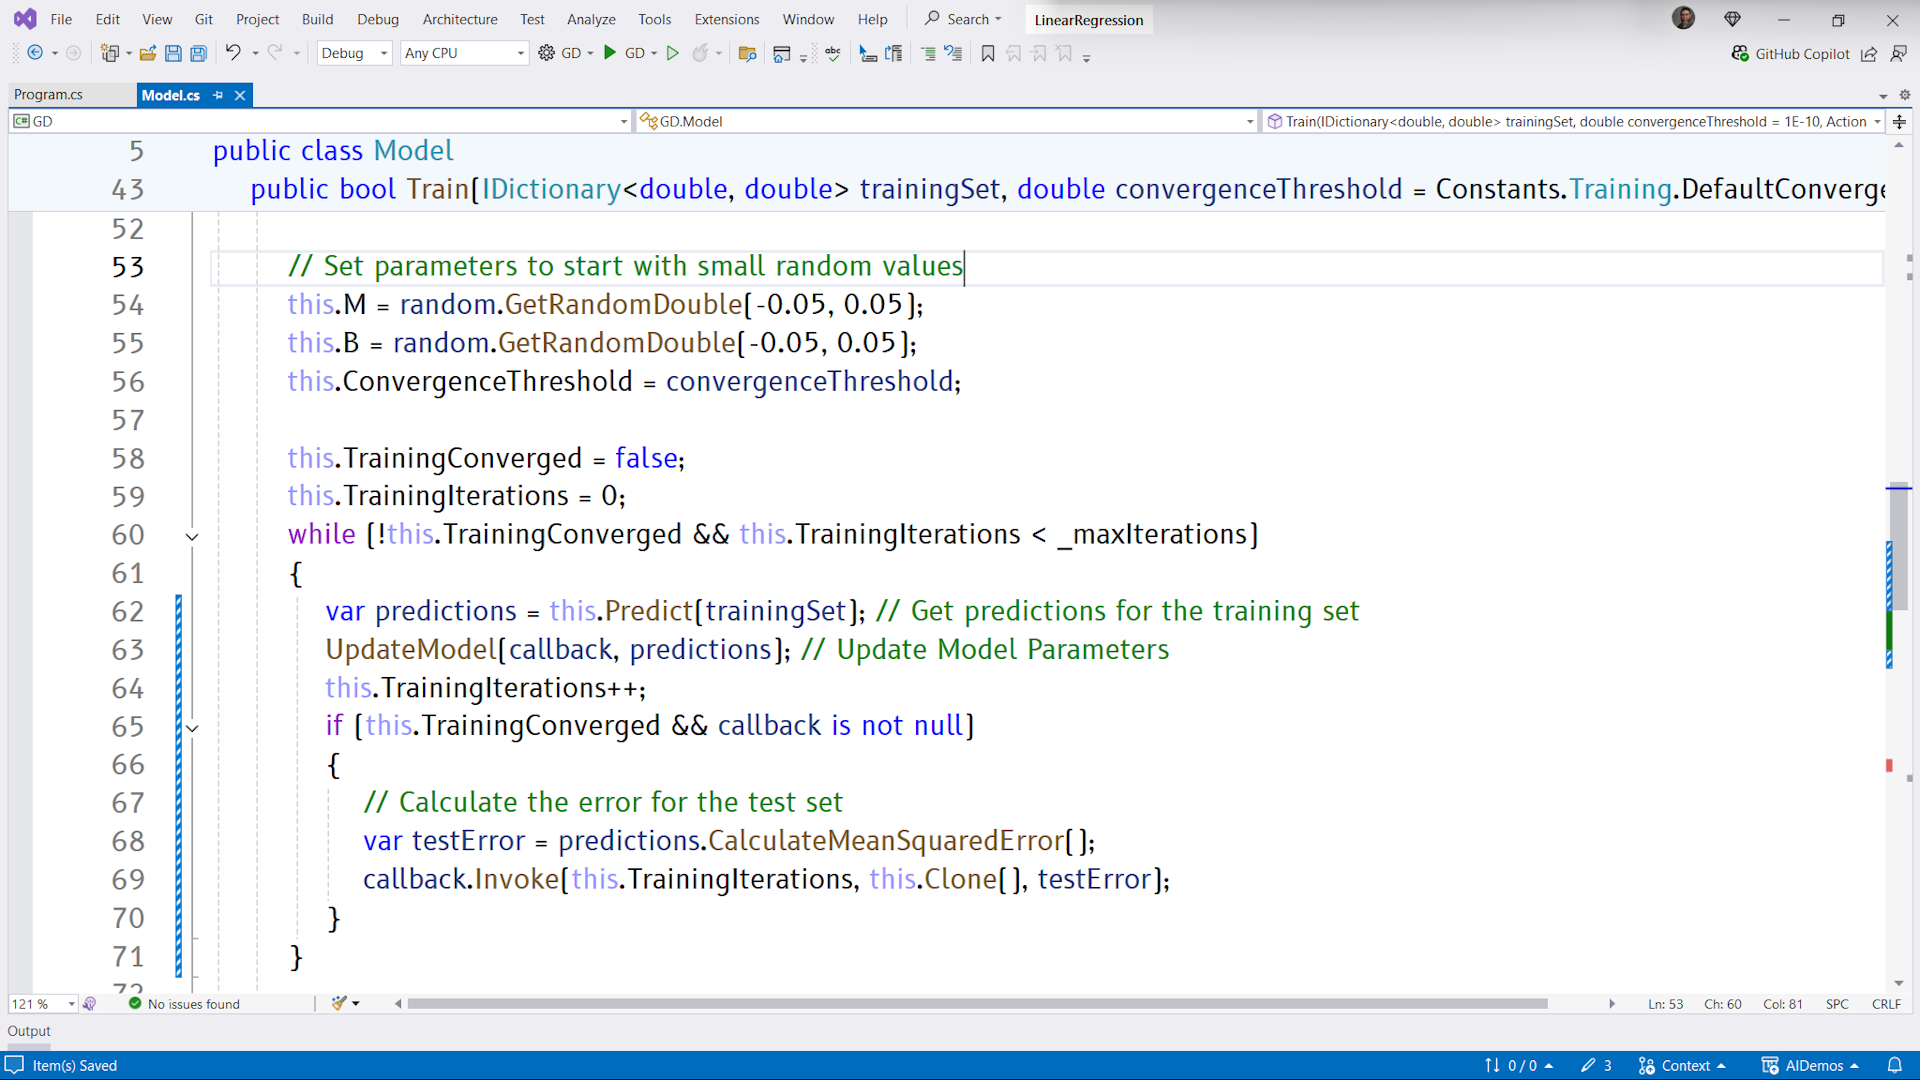 File Edit View Git Project Build Debug Architecture Test Analyze Tools Extensions Window Help Search LinearRegression
Debug Any CPU GD GD GitHub Copilot
Program.cs Model.cs
C# GD GD.Model Train(IDictionary<double, double> trainingSet, double convergenceThreshold = 1E-10, Action
5 public class Model
43 public bool Train(IDictionary<double, double> trainingSet, double convergenceThreshold = Constants.Training.DefaultConverge
52
53 // Set parameters to start with small random values
54 this.M = random.GetRandomDouble(-0.05, 0.05);
55 this.B = random.GetRandomDouble(-0.05, 0.05);
56 this.ConvergenceThreshold = convergenceThreshold;
57
58 this.TrainingConverged = false;
59 this.TrainingIterations = 0;
60 while (!this.TrainingConverged && this.TrainingIterations < _maxIterations)
61 {
62 var predictions = this.Predict(trainingSet); // Get predictions for the training set
63 UpdateModel(callback, predictions); // Update Model Parameters
64 this.TrainingIterations++;
65 if (this.TrainingConverged && callback is not null)
66 {
67 // Calculate the error for the test set
68 var testError = predictions.CalculateMeanSquaredError();
69 callback.Invoke(this.TrainingIterations, this.Clone(), testError);
70 }
71 }
72
121 % No issues found Ln: 53 Ch: 60 Col: 81 SPC CRLF
Output
Item(s) Saved 0 / 0 3 Context AIDemos